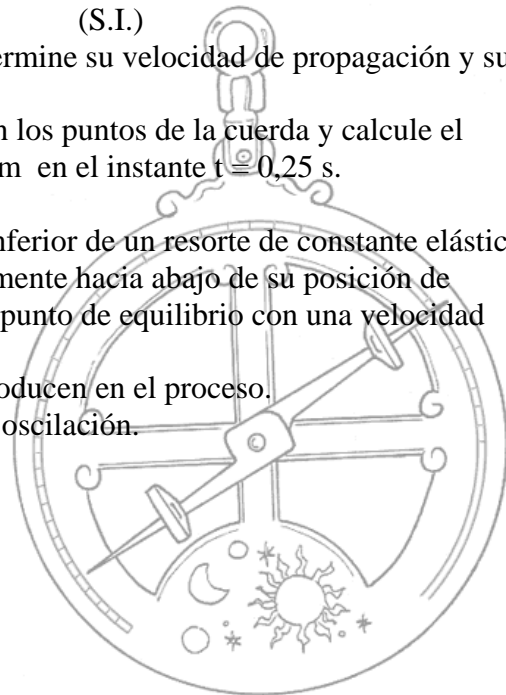 (S.I.)
ermine su velocidad de propagación y su
n los puntos de la cuerda y calcule el
m en el instante t = 0,25 s.
nferior de un resorte de constante elástic
mente hacia abajo de su posición de
punto de equilibrio con una velocidad
oducen en el proceso.
oscilación.